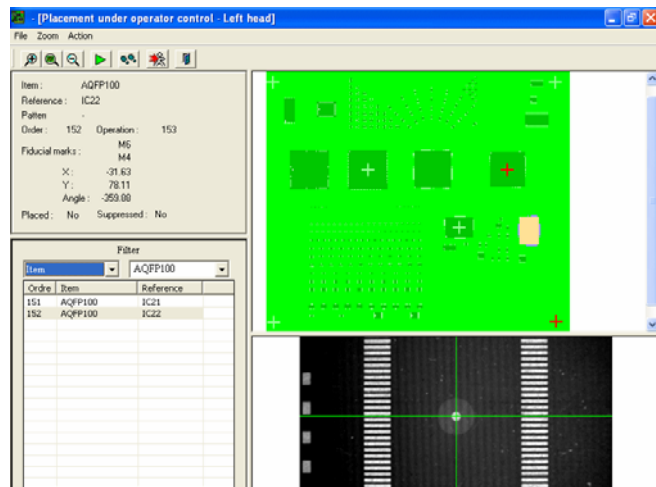 - [Placement under operator control - Left head]
File Zoom Action
Item : AQFP100
Reference : IC22
Patten -
Order : 152 Operation : 153
Fiducial marks : M6
M4
X : -31.63
Y : 78.11
Angle : -359.08
Placed : No Suppressed : No
Filter
Item AQFP100
Ordre Item Reference
151 AQFP100 IC21
152 AQFP100 IC22